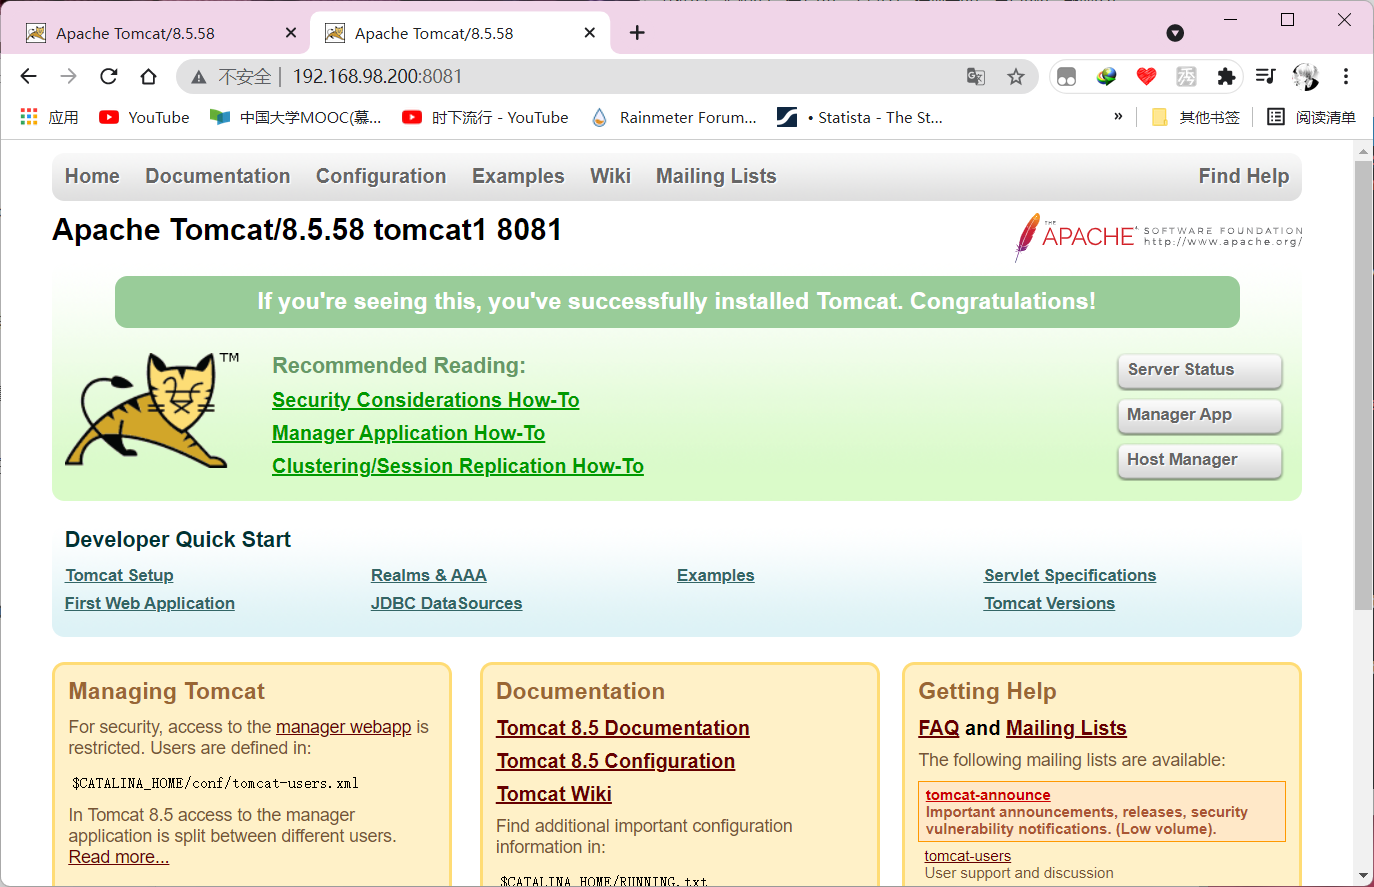 Apache Tomcat/8.5.58
Apache Tomcat/8.5.58
不安全 | 192.168.98.200:8081
应用
YouTube
中国大学MOOC(慕...
时下流行 - YouTube
Rainmeter Forum...
• Statista - The St...
»
其他书签
阅读清单
Home
Documentation
Configuration
Examples
Wiki
Mailing Lists
Find Help
Apache Tomcat/8.5.58 tomcat1 8081
THE
APACHE
SOFTWARE FOUNDATION
http://www.apache.org/
If you're seeing this, you've successfully installed Tomcat. Congratulations!
TM
Recommended Reading:
Security Considerations How-To
Manager Application How-To
Clustering/Session Replication How-To
Server Status
Manager App
Host Manager
Developer Quick Start
Tomcat Setup
First Web Application
Realms & AAA
JDBC DataSources
Examples
Servlet Specifications
Tomcat Versions
Managing Tomcat
For security, access to the manager webapp is
restricted. Users are defined in:
$CATALINA_HOME/conf/tomcat-users.xml
In Tomcat 8.5 access to the manager
application is split between different users.
Read more...
Documentation
Tomcat 8.5 Documentation
Tomcat 8.5 Configuration
Tomcat Wiki
Find additional important configuration
information in:
$CATALINA_HOME/RUNNING.txt
Getting Help
FAQ and Mailing Lists
The following mailing lists are available:
tomcat-announce
Important announcements, releases, security
vulnerability notifications. (Low volume).
tomcat-users
User support and discussion